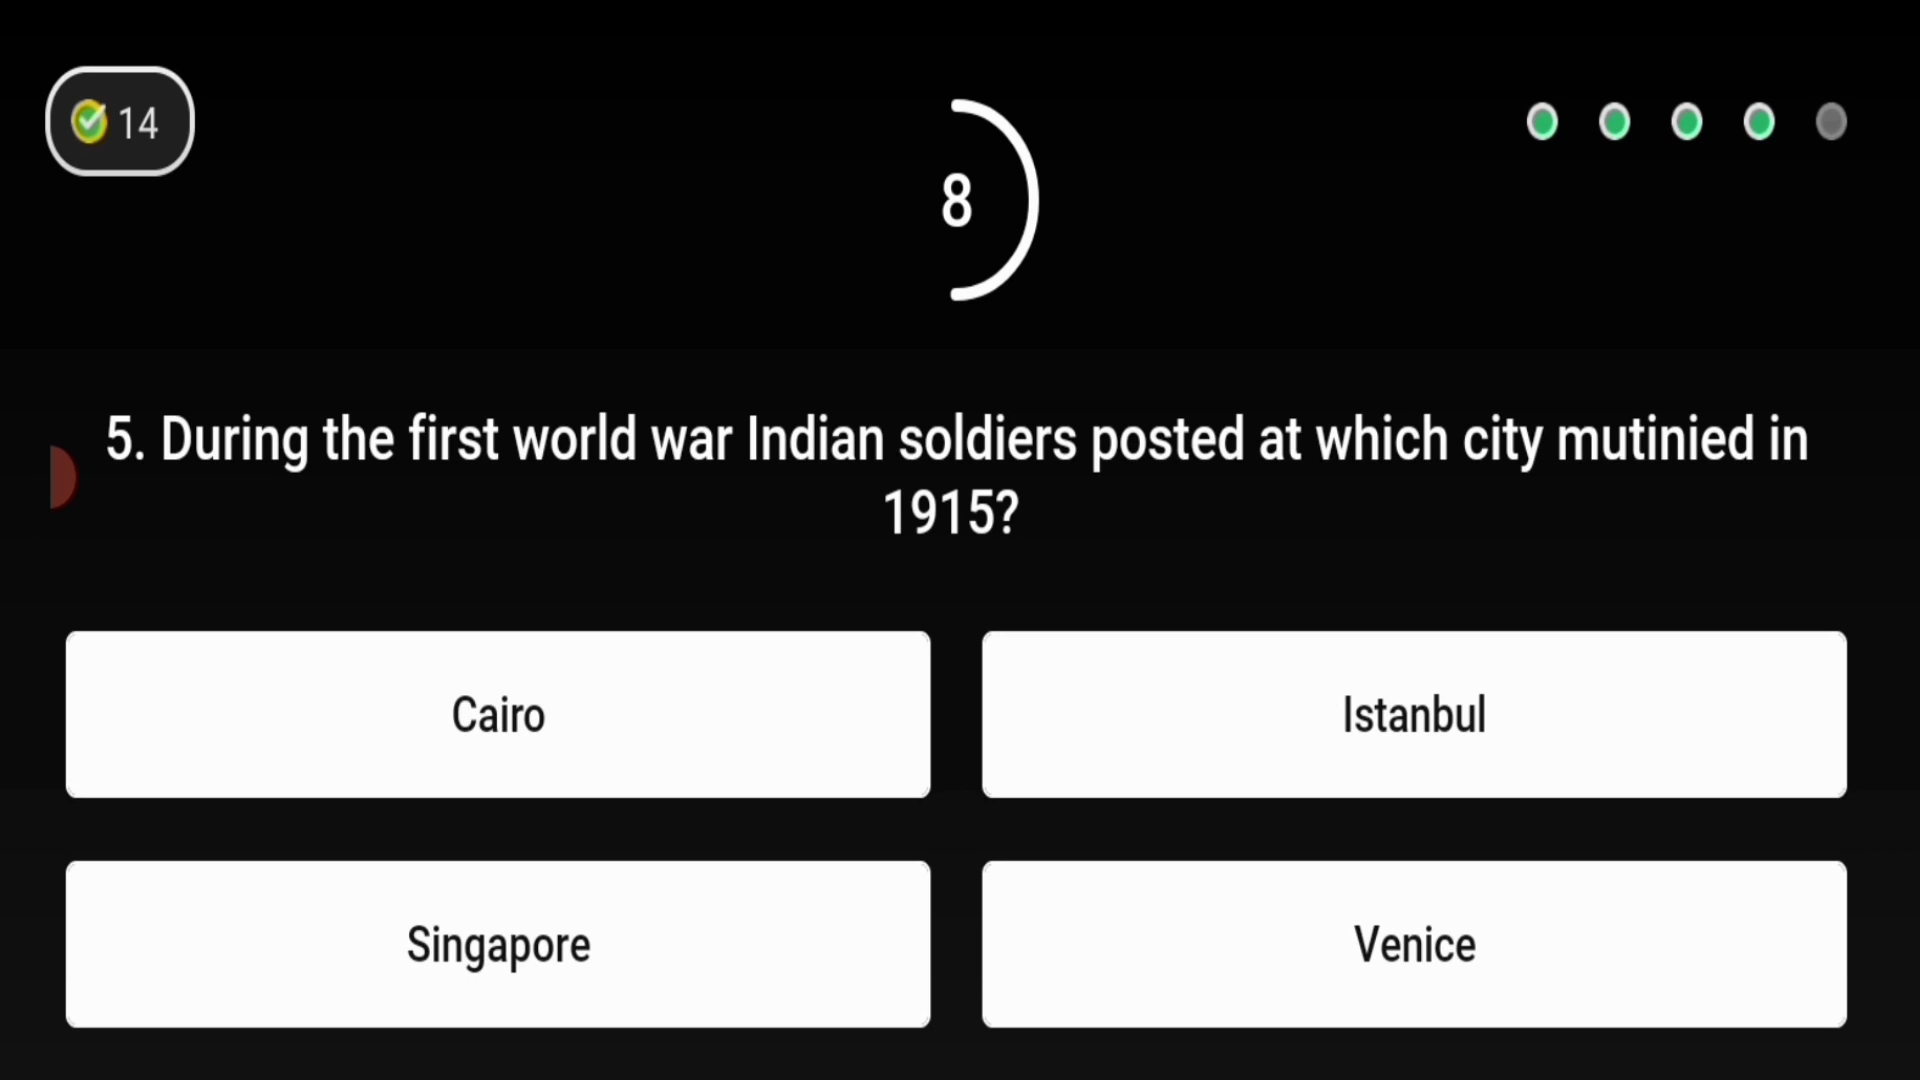 14
8
5. During the first world war Indian soldiers posted at which city mutinied in
1915?
Cairo
Istanbul
Singapore
Venice